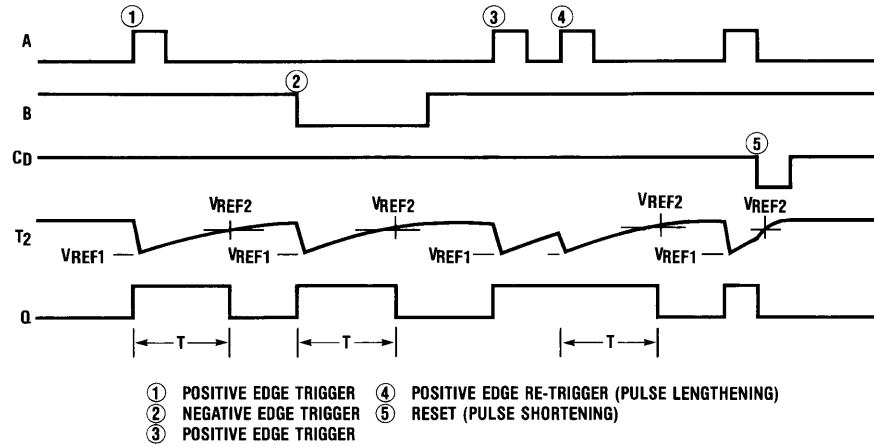 ① ③ ④
A
②
B
⑤
CD
VREF2 VREF2 VREF2 VREF2
T2
VREF1 VREF1 VREF1 VREF1
Q
T T T
① POSITIVE EDGE TRIGGER ④ POSITIVE EDGE RE-TRIGGER (PULSE LENGTHENING)
② NEGATIVE EDGE TRIGGER ⑤ RESET (PULSE SHORTENING)
③ POSITIVE EDGE TRIGGER